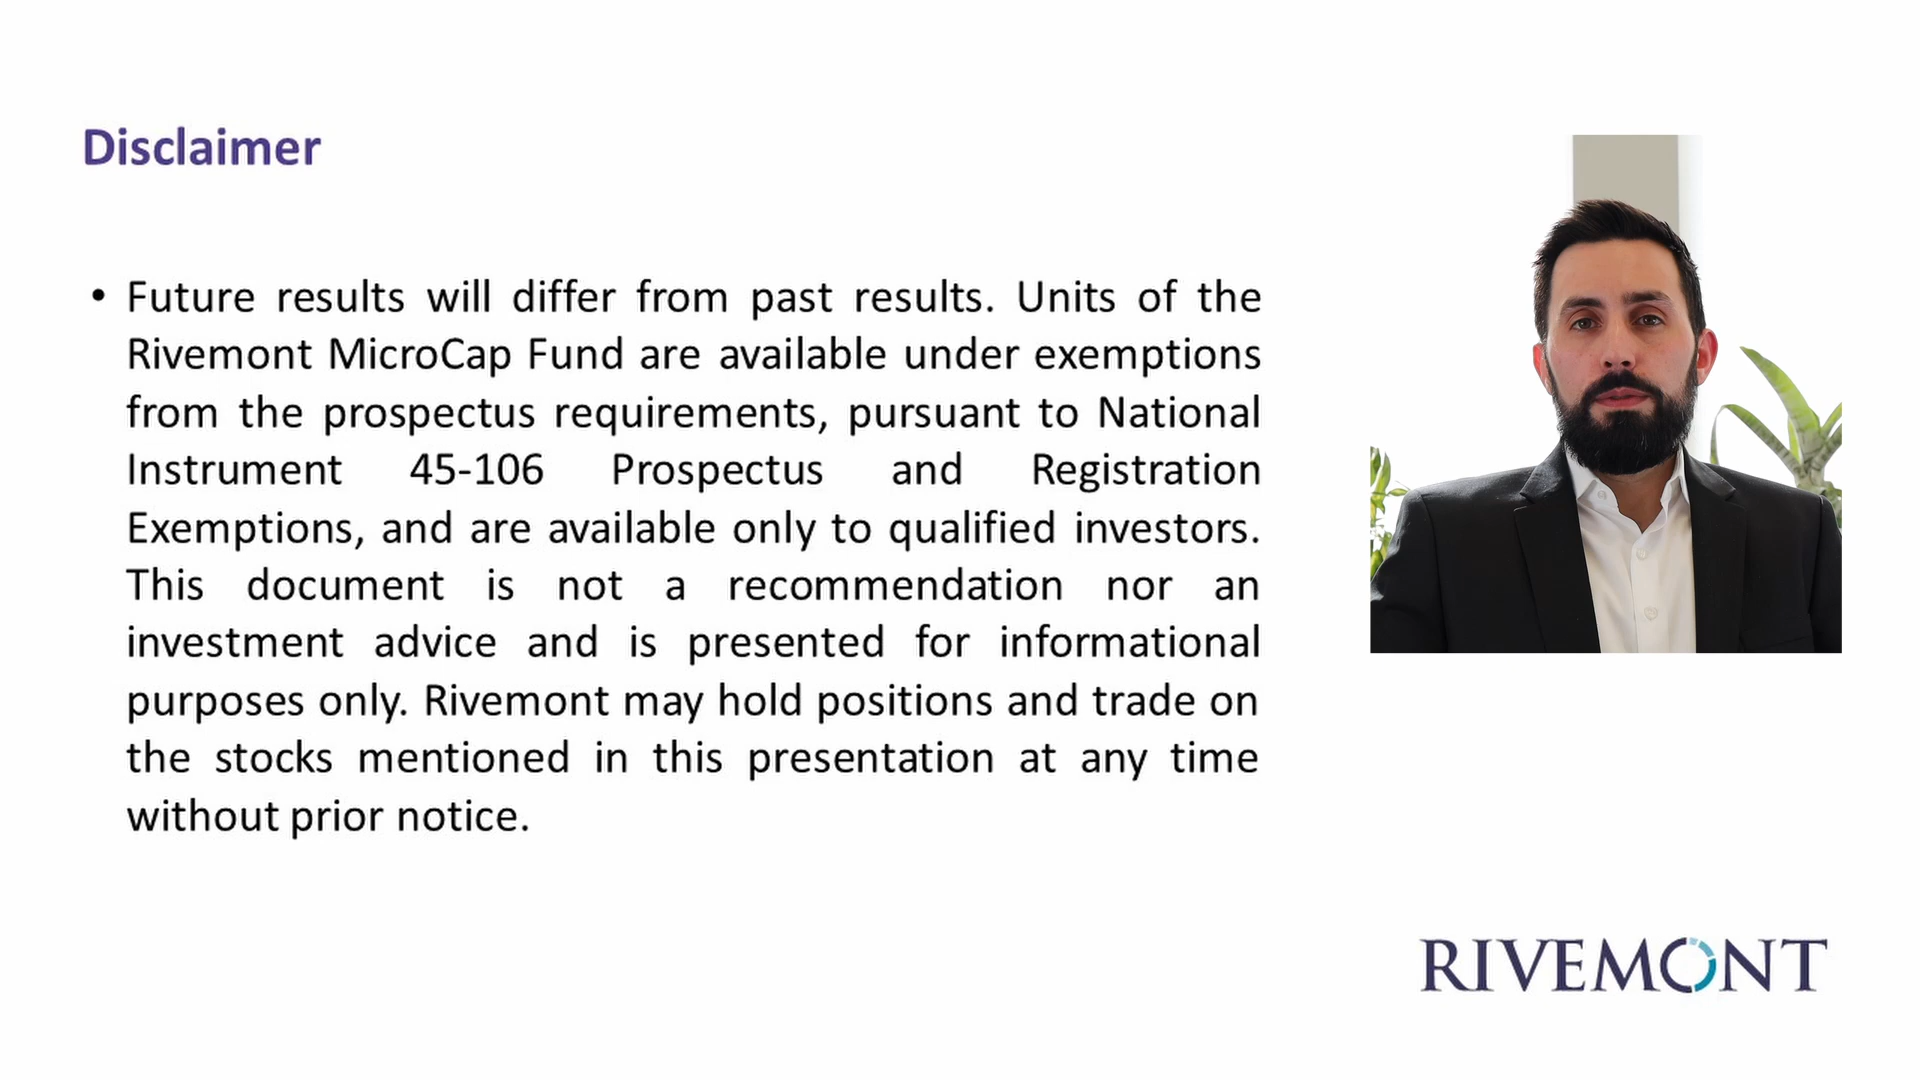 Disclaimer
• Future results will differ from past results. Units of the
Rivemont MicroCap Fund are available under exemptions
from the prospectus requirements, pursuant to National
Instrument 45-106 Prospectus and Registration
Exemptions, and are available only to qualified investors.
This document is not a recommendation nor an
investment advice and is presented for informational
purposes only. Rivemont may hold positions and trade on
the stocks mentioned in this presentation at any time
without prior notice.
RIVEMONT